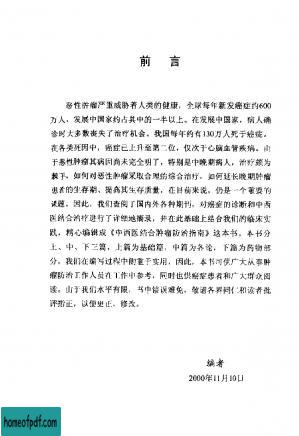 前 言
恶性肿瘤严重威胁著人类的健康，全球每年新发癌症约600
万人，发展中国家约占其中的一半以上。在发展中国家，病人确
诊时大多数丧失了治疗机会。我国每年约有130万人死于癌症，
在各类死因中，癌症已上升至第二位，仅次于心脑血管疾病。由
于恶性肿瘤其病因尚未完全明了，特别是中晚期病人，治疗颇为
棘手。如何对恶性肿瘤采取合理的综合治疗，如何延长晚期肿瘤
患者的生存期、提高其生存质量，在目前来说，仍是一个重要的
课题。因此，我们查阅了国内外各种期刊，对癌症的诊断和中西
医结合治疗进行了详细地摘录，并在此基础上结合我们的临床实
践，精心编辑成《中西医结合肿瘤防治指南》这本书。本书分
上、中、下三篇，上篇为基础篇，中篇为各论，下篇为药物部
分。我们在编写过程中侧重于实用，因此，本书可供广大从事肿
瘤防治工作人员在工作中参考，同时也供癌症患者和广大群众阅
读。由于我们水平有限，书中错误难免，敬请各界同仁和读者批
评指正，以便更正、修改。
编者
2000年11月10日
homeofpdf.com